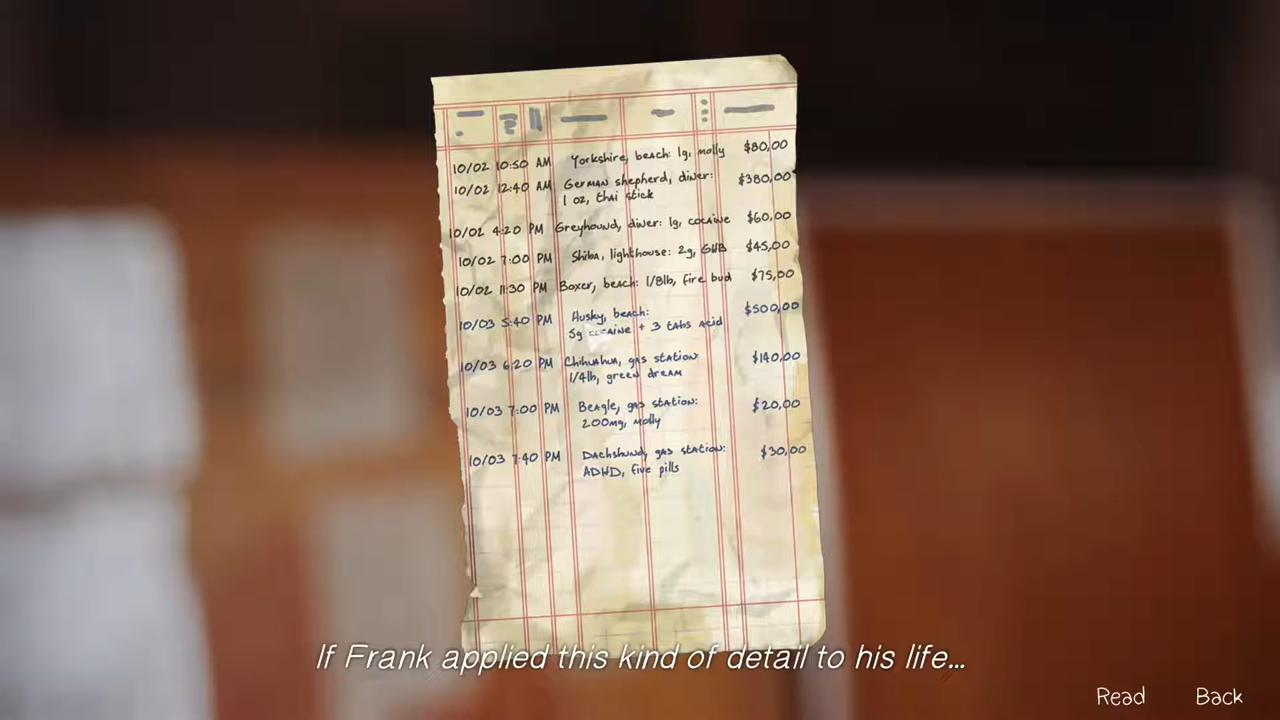 10/02 10:50 AM Yorkshire, beach: 1g, molly $80,00
10/02 12:40 AM German shepherd, diner: $380,00
1 oz, thai stick
10/02 4:20 PM Greyhound, diner: 1g, cocaine $60,00
10/02 7:00 PM Shiba, lighthouse: 2g, GHB $45,00
10/02 11:30 PM Boxer, beach: 1/8lb, fire bud $75,00
10/03 5:40 PM Husky, beach: $500,00
5g cocaine + 3 tabs acid
10/03 6:20 PM Chihuahua, gas station: $140,00
1/4lb, green dream
10/03 7:00 PM Beagle, gas station: $20,00
200mg, molly
10/03 7:40 PM Dachshund, gas station: $30,00
ADHD, five pills
If Frank applied this kind of detail to his life...
Read Back